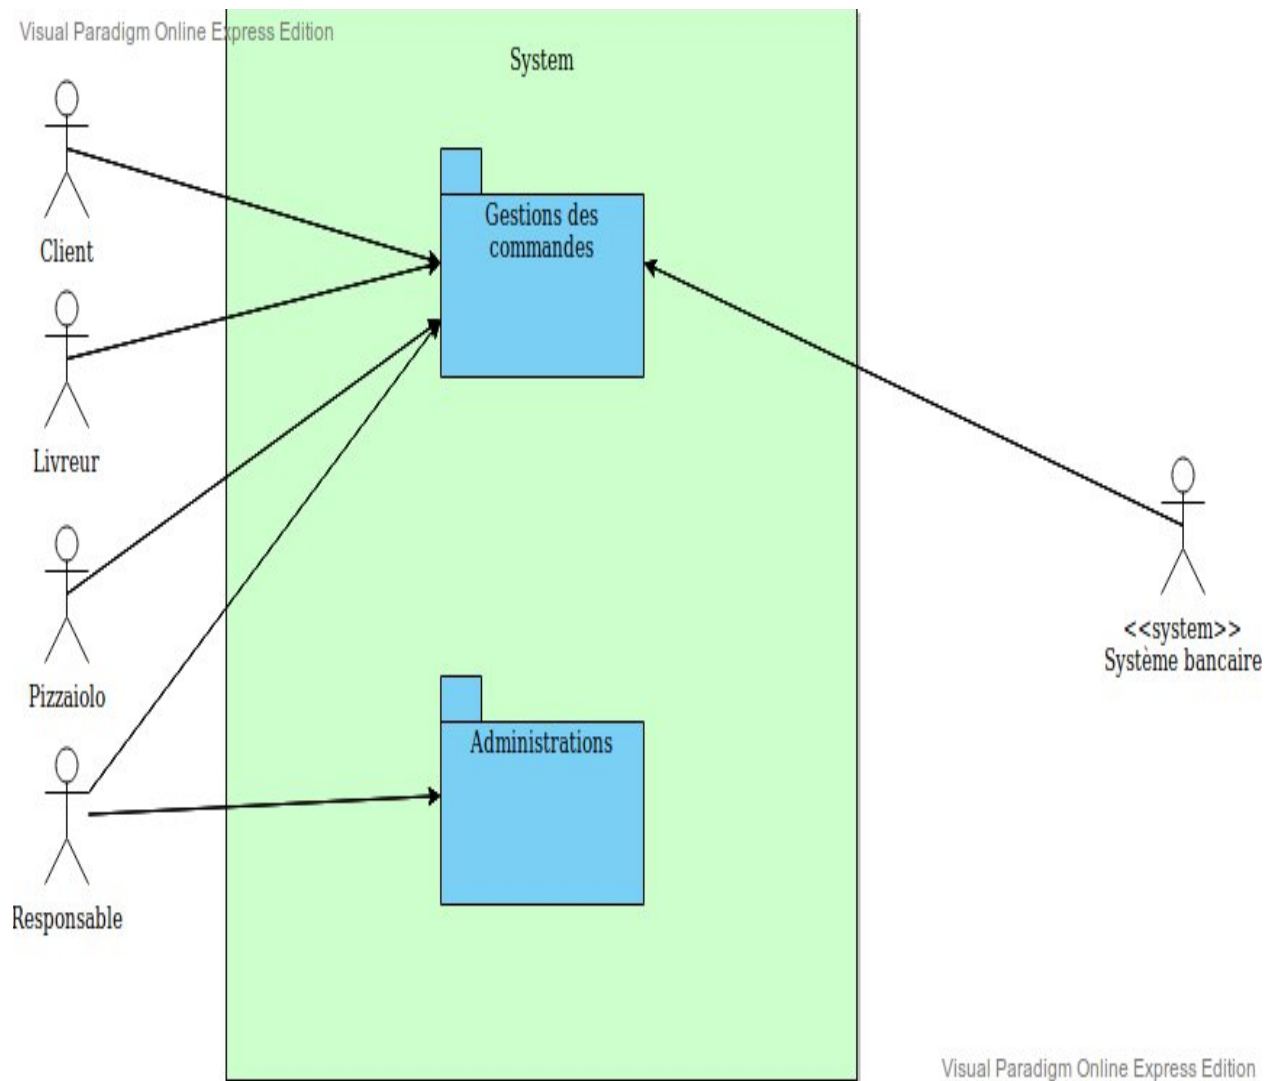 Visual Paradigm Online Express Edition
System
Client
Gestions des
commandes
Livreur
Pizzaiolo
<<system>>
Système bancaire
Administrations
Responsable
Visual Paradigm Online Express Edition